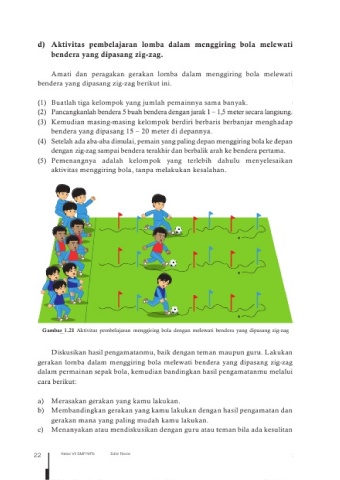 d) Aktivitas pembelajaran lomba dalam menggiring bola melewati
bendera yang dipasang zig-zag.
Amati dan peragakan gerakan lomba dalam menggiring bola melewati
bendera yang dipasang zig-zag berikut ini.
(1) Buatlah tiga kelompok yang jumlah pemainnya sama banyak.
(2) Pancangkanlah bendera 5 buah bendera dengan jarak 1 – 1,5 meter secara langsung.
(3) Kemudian masing-masing kelompok berdiri berbaris berbanjar menghadap
bendera yang dipasang 15 – 20 meter di depannya.
(4) Setelah ada aba-aba dimulai, pemain yang paling depan menggiring bola ke depan
dengan zig-zag sampai bendera terakhir dan berbalik arah ke bendera pertama.
(5) Pemenangnya adalah kelompok yang terlebih dahulu menyelesaikan
aktivitas menggiring bola, tanpa melakukan kesalahan.
Gambar 1.21 Aktivitas pembelajaran menggiring bola dengan melewati bendera yang dipasang zig-zag
Diskusikan hasil pengamatanmu, baik dengan teman maupun guru. Lakukan
gerakan lomba dalam menggiring bola melewati bendera yang dipasang zig-zag
dalam permainan sepak bola, kemudian bandingkan hasil pengamatanmu melalui
cara berikut:
a) Merasakan gerakan yang kamu lakukan.
b) Membandingkan gerakan yang kamu lakukan dengan hasil pengamatan dan
gerakan mana yang paling mudah kamu lakukan.
c) Menanyakan atau mendiskusikan dengan guru atau teman bila ada kesulitan
22 Kelas VII SMP/MTs Edisi Revisi